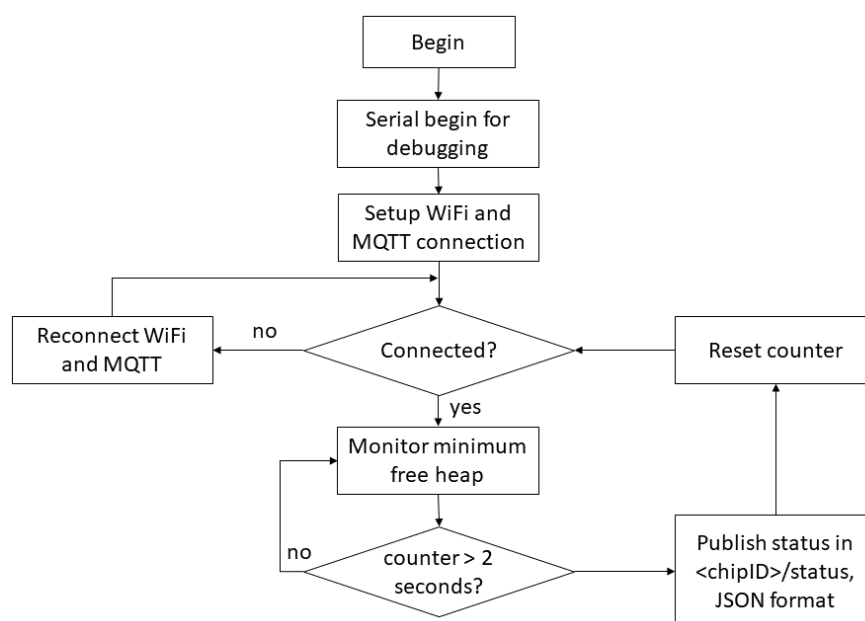 Begin
Serial begin for
debugging
Setup WiFi and
MQTT connection
Reconnect WiFi
and MQTT
no
Connected?
Reset counter
yes
Monitor minimum
free heap
no
counter > 2
seconds?
Publish status in
<chipID>/status,
JSON format